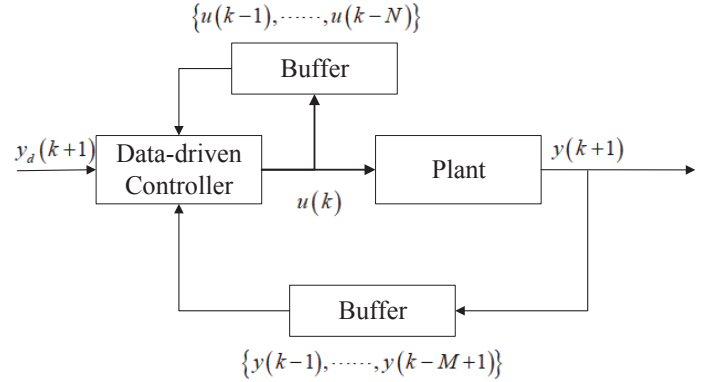 {u(k−1),⋯⋯,u(k−N)}
Buffer
y_d(k+1)
Data-driven
Controller
u(k)
Plant
y(k+1)
Buffer
{y(k−1),⋯⋯,y(k−M+1)}